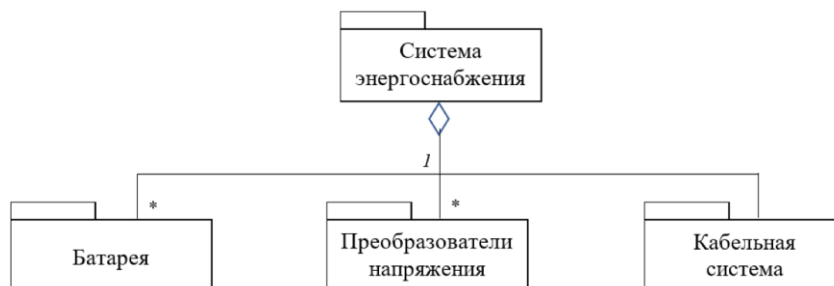 Система
энергоснабжения
1
*
*
Батарея
Преобразователи
напряжения
Кабельная
система